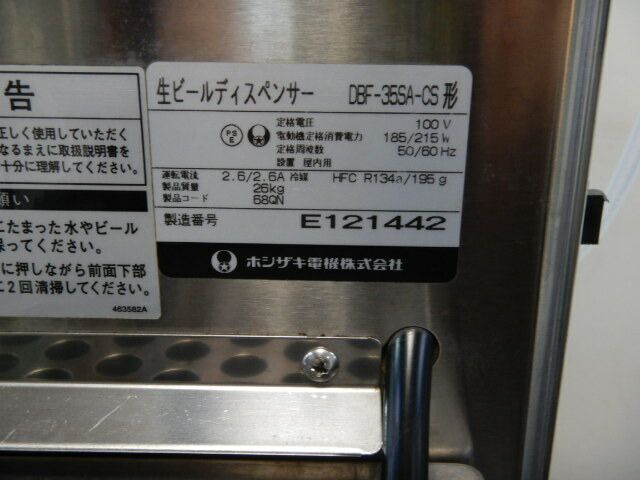 告
正しく使用していただく
なるまえに取扱説明書を
十分に理解してください。
願い
こたまった水やビール
保ってください。
に押しながら前面下部
に2回清掃してください。
463582A
生ビールディスペンサー DBF-35SA-CS 形
PS E
定格電圧 100 V
電動機定格消費電力 185/215 W
定格周波数 50/60 Hz
設置 屋内用
運転電流 2.6/2.6A 冷媒 HFC R134a/195 g
製品質量 26kg
製品コード 68QN
製造番号 E121442
ホシザキ電機株式会社